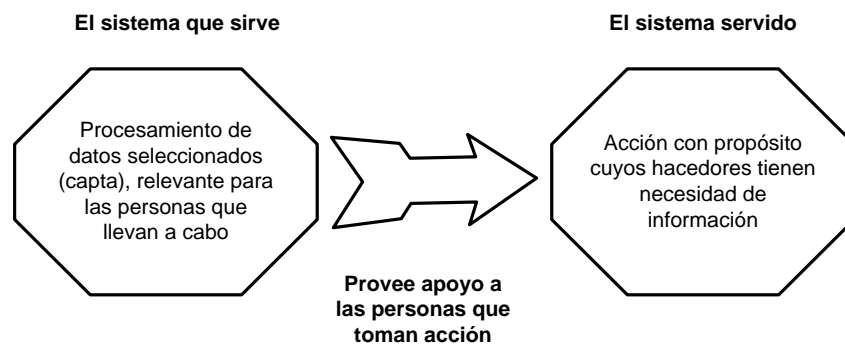 El sistema que sirve
El sistema servido
Procesamiento de
datos seleccionados
(capta), relevante para
las personas que
llevan a cabo
Acción con propósito
cuyos hacedores tienen
necesidad de
información
Provee apoyo a
las personas que
toman acción